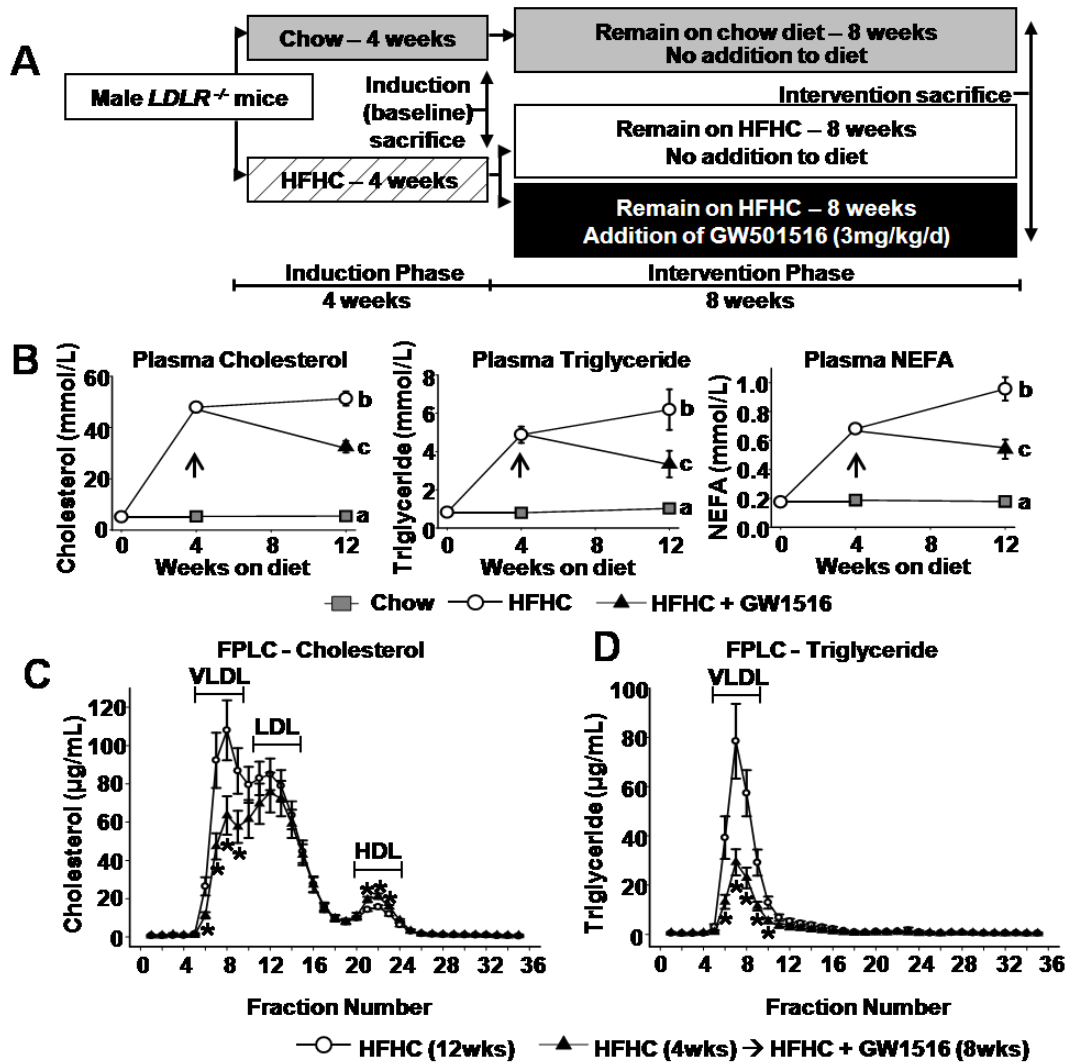 A
Chow – 4 weeks
Remain on chow diet – 8 weeks
No addition to diet
Male LDLR-/- mice
Induction
(baseline)
sacrifice
Intervention sacrifice
Remain on HFHC – 8 weeks
No addition to diet
HFHC – 4 weeks
Remain on HFHC – 8 weeks
Addition of GW501516 (3mg/kg/d)
Induction Phase
4 weeks
Intervention Phase
8 weeks
B
Plasma Cholesterol
Cholesterol (mmol/L)
60
40
20
0
b
c
a
0 4 12
Weeks on diet
Plasma Triglyceride
Triglyceride (mmol/L)
8
6
4
2
0
b
c
a
0 4 12
Weeks on diet
Plasma NEFA
NEFA (mmol/L)
1.0
0.8
0.6
0.4
0.2
0.0
b
c
a
0 4 12
Weeks on diet
Chow HFHC HFHC + GW1516
C
FPLC - Cholesterol
VLDL
LDL
HDL
Cholesterol (µg/mL)
120
100
80
60
40
20
0
* * * *
* * *
0 4 8 12 16 20 24 28 32 36
Fraction Number
D
FPLC - Triglyceride
VLDL
Triglyceride (µg/mL)
100
80
60
40
20
0
* * * * *
0 4 8 12 16 20 24 28 32 36
Fraction Number
HFHC (12wks) HFHC (4wks) → HFHC + GW1516 (8wks)